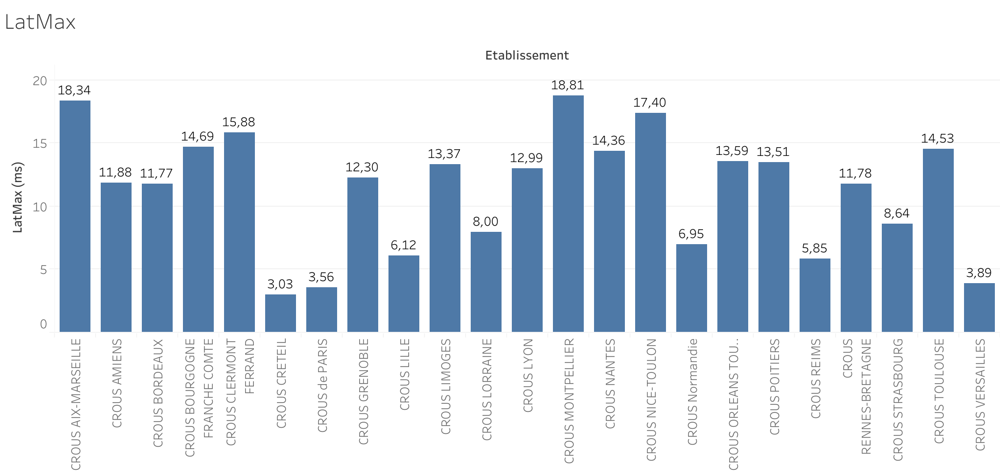 LatMax
Etablissement
LatMax (ms)
20
15
10
5
0
18,34
11,88
11,77
14,69
15,88
3,03
3,56
12,30
6,12
13,37
8,00
12,99
18,81
14,36
17,40
6,95
13,59
13,51
5,85
11,78
8,64
14,53
3,89
CROUS AIX-MARSEILLE
CROUS AMIENS
CROUS BORDEAUX
CROUS BOURGOGNE
FRANCHE COMTE
CROUS CLERMONT
FERRAND
CROUS CRETEIL
CROUS de PARIS
CROUS GRENOBLE
CROUS LILLE
CROUS LIMOGES
CROUS LORRAINE
CROUS LYON
CROUS MONTPELLIER
CROUS NANTES
CROUS NICE-TOULON
CROUS Normandie
CROUS ORLEANS TOU..
CROUS POITIERS
CROUS REIMS
CROUS
RENNES-BRETAGNE
CROUS STRASBOURG
CROUS TOULOUSE
CROUS VERSAILLES